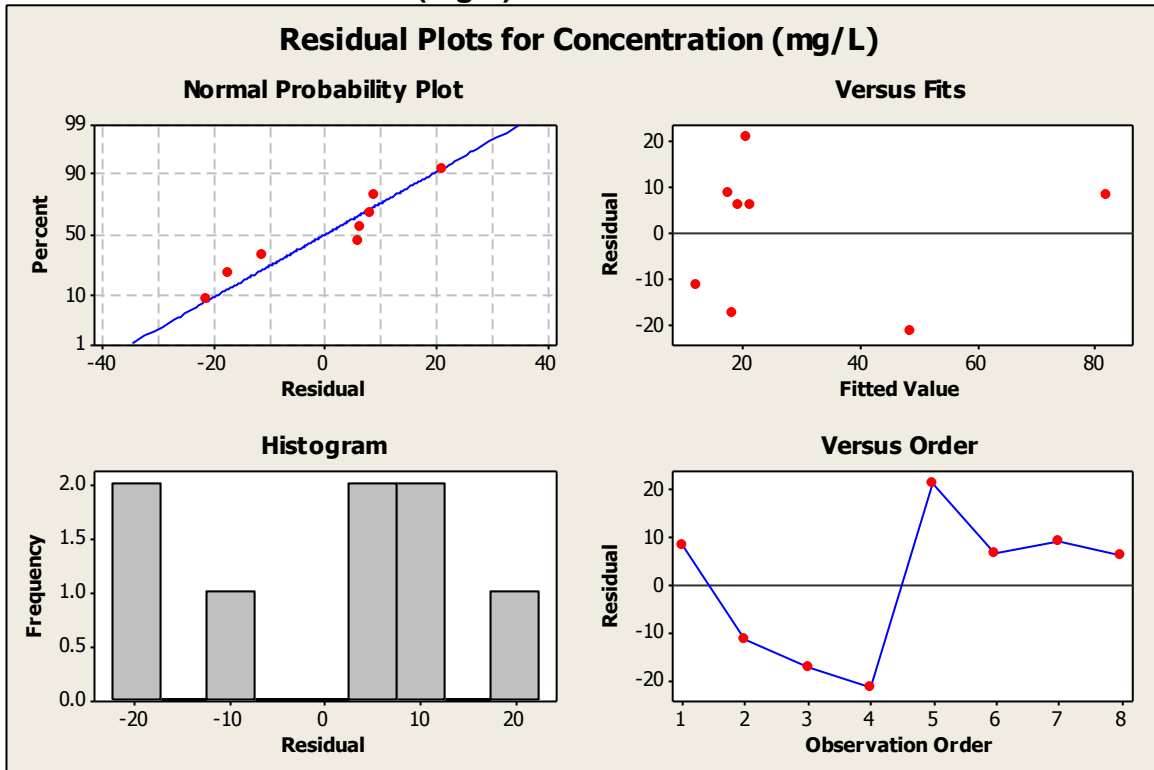 Residual Plots for Concentration (mg/L)
Normal Probability Plot
99
90
50
10
1
Percent
-40 -20 0 20 40
Residual
Versus Fits
20
10
0
-10
-20
Residual
20 40 60 80
Fitted Value
Histogram
2.0
1.5
1.0
0.5
0.0
Frequency
-20 -10 0 10 20
Residual
Versus Order
20
10
0
-10
-20
Residual
1 2 3 4 5 6 7 8
Observation Order